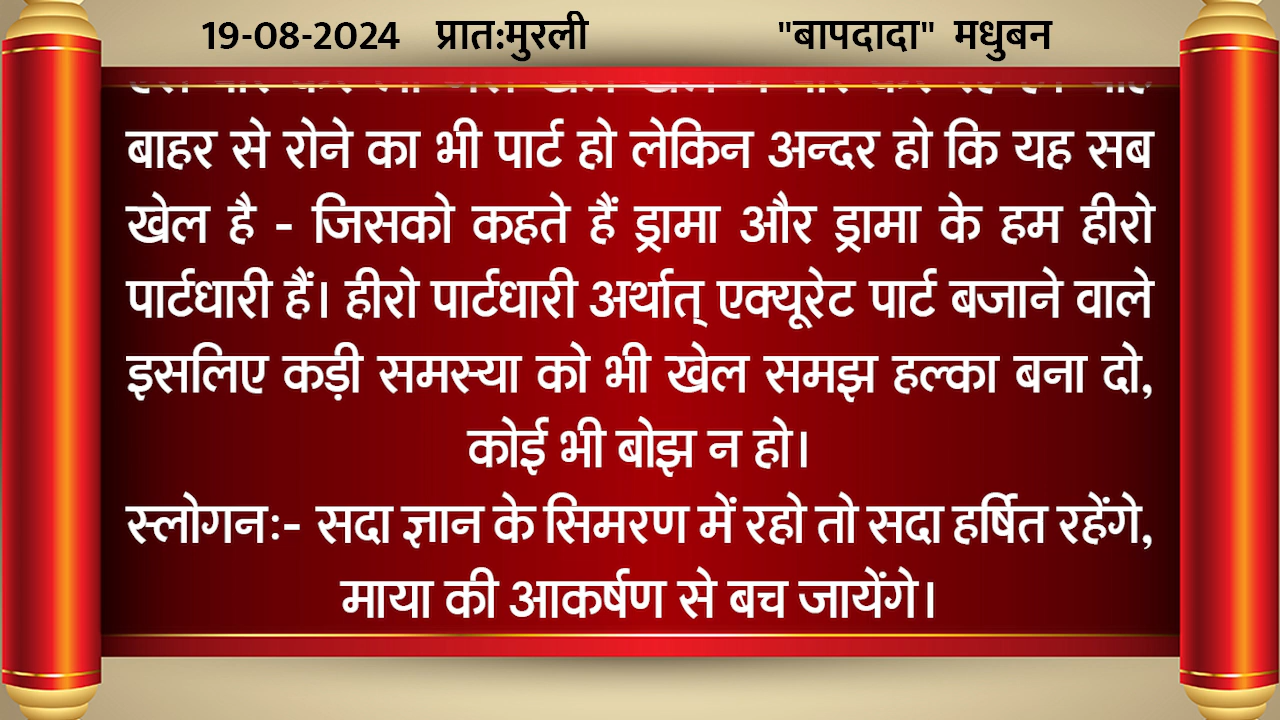 19-08-2024 प्रात:मुरली "बापदादा" मधुबन
बाहर से रोने का भी पार्ट हो लेकिन अन्दर हो कि यह सब
खेल है - जिसको कहते हैं ड्रामा और ड्रामा के हम हीरो
पार्टधारी हैं। हीरो पार्टधारी अर्थात् एक्यूरेट पार्ट बजाने वाले
इसलिए कड़ी समस्या को भी खेल समझ हल्का बना दो,
कोई भी बोझ न हो।
स्लोगन:- सदा ज्ञान के सिमरण में रहो तो सदा हर्षित रहेंगे,
माया की आकर्षण से बच जायेंगे।